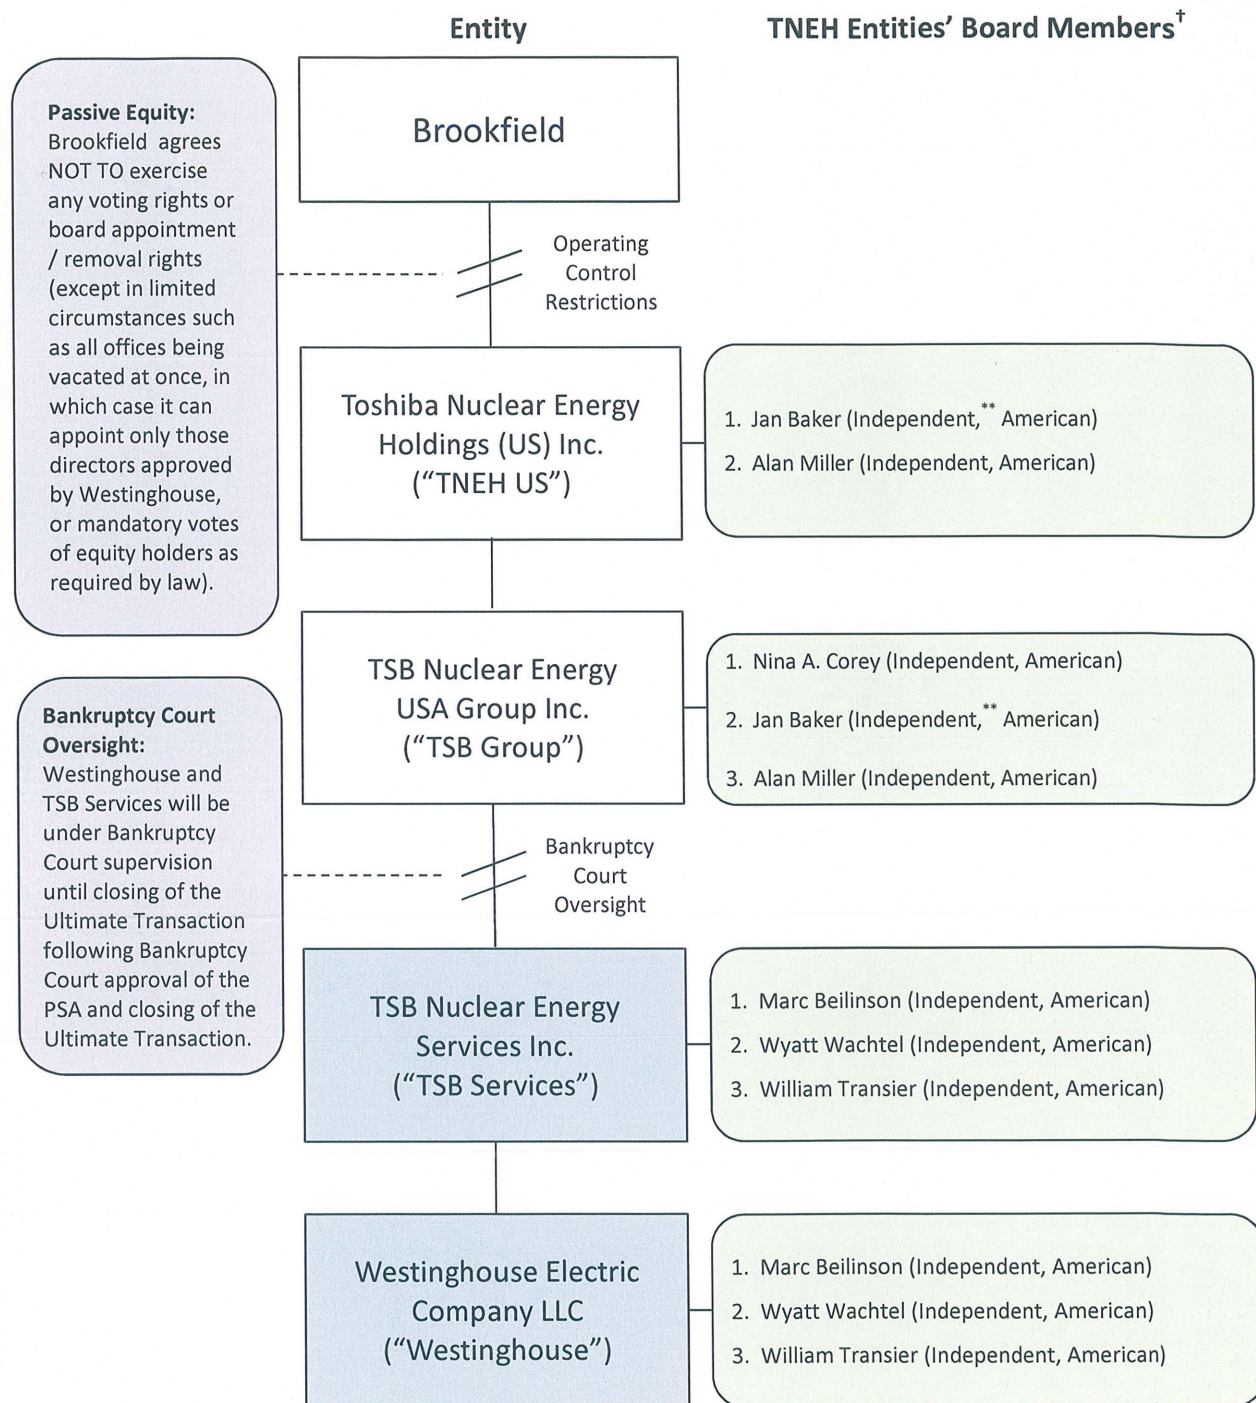 Entity
TNEH Entities’ Board Members†
Passive Equity:
Brookfield agrees
NOT TO exercise
any voting rights or
board appointment
/ removal rights
(except in limited
circumstances such
as all offices being
vacated at once, in
which case it can
appoint only those
directors approved
by Westinghouse,
or mandatory votes
of equity holders as
required by law).
Brookfield
Operating
Control
Restrictions
Toshiba Nuclear Energy
Holdings (US) Inc.
(“TNEH US”)
1. Jan Baker (Independent,** American)
2. Alan Miller (Independent, American)
TSB Nuclear Energy
USA Group Inc.
(“TSB Group”)
1. Nina A. Corey (Independent, American)
2. Jan Baker (Independent,** American)
3. Alan Miller (Independent, American)
Bankruptcy Court
Oversight:
Westinghouse and
TSB Services will be
under Bankruptcy
Court supervision
until closing of the
Ultimate Transaction
following Bankruptcy
Court approval of the
PSA and closing of the
Ultimate Transaction.
Bankruptcy
Court
Oversight
TSB Nuclear Energy
Services Inc.
(“TSB Services”)
1. Marc Beilinson (Independent, American)
2. Wyatt Wachtel (Independent, American)
3. William Transier (Independent, American)
Westinghouse Electric
Company LLC
(“Westinghouse”)
1. Marc Beilinson (Independent, American)
2. Wyatt Wachtel (Independent, American)
3. William Transier (Independent, American)